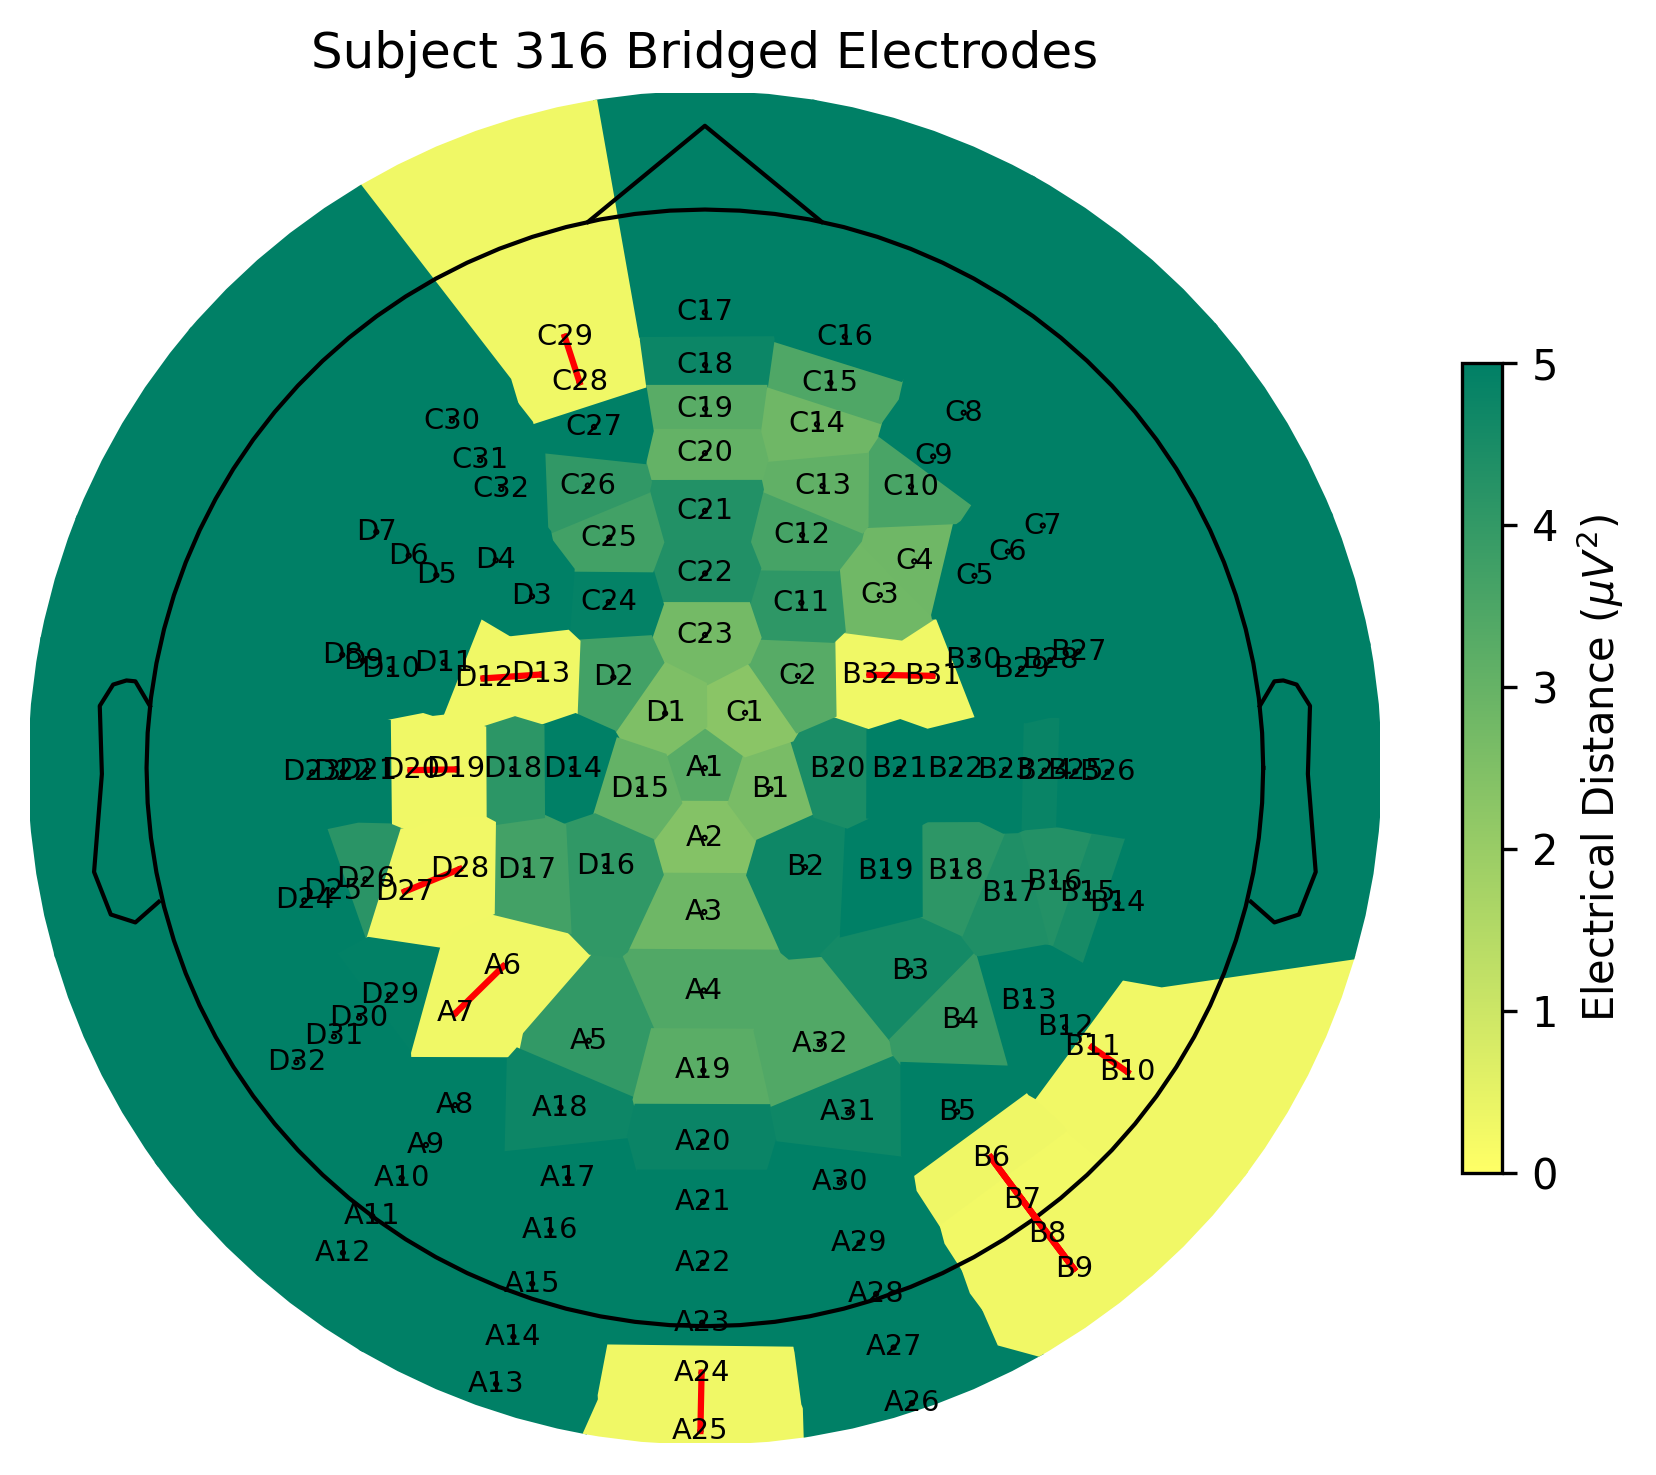 Subject 316 Bridged Electrodes
C17
C29
C16
C18
C28
C15
C19
C8
C30
C27
C14
C20
C9
C31
C32
C26
C13
C10
C21
C7
D7
C25
C12
C6
D6
D4
C4
C5
D5
C22
D3
C24
C11
C3
C23
D8
D9
D10
D11
D12
D13
D2
C2
B32
B31
B30
B29
B28
B27
D1
C1
D23
D22
D21
D20
D19
D18
D14
A1
B20
B21
B22
B23
B24
B25
B26
D15
B1
A2
D28
D17
D16
B2
B19
B18
D26
D25
D24
D27
B17
B16
B15
B14
A3
A6
B3
D29
A4
B13
D30
A7
B4
B12
D31
A5
A32
B11
D32
A19
B10
A8
A18
A31
B5
A9
A20
B6
A10
A17
A30
B7
A11
A21
A16
B8
A12
A29
A22
B9
A15
A28
A23
A14
A27
A24
A13
A26
A25
5
4
3
2
1
0
Electrical Distance (μV²)